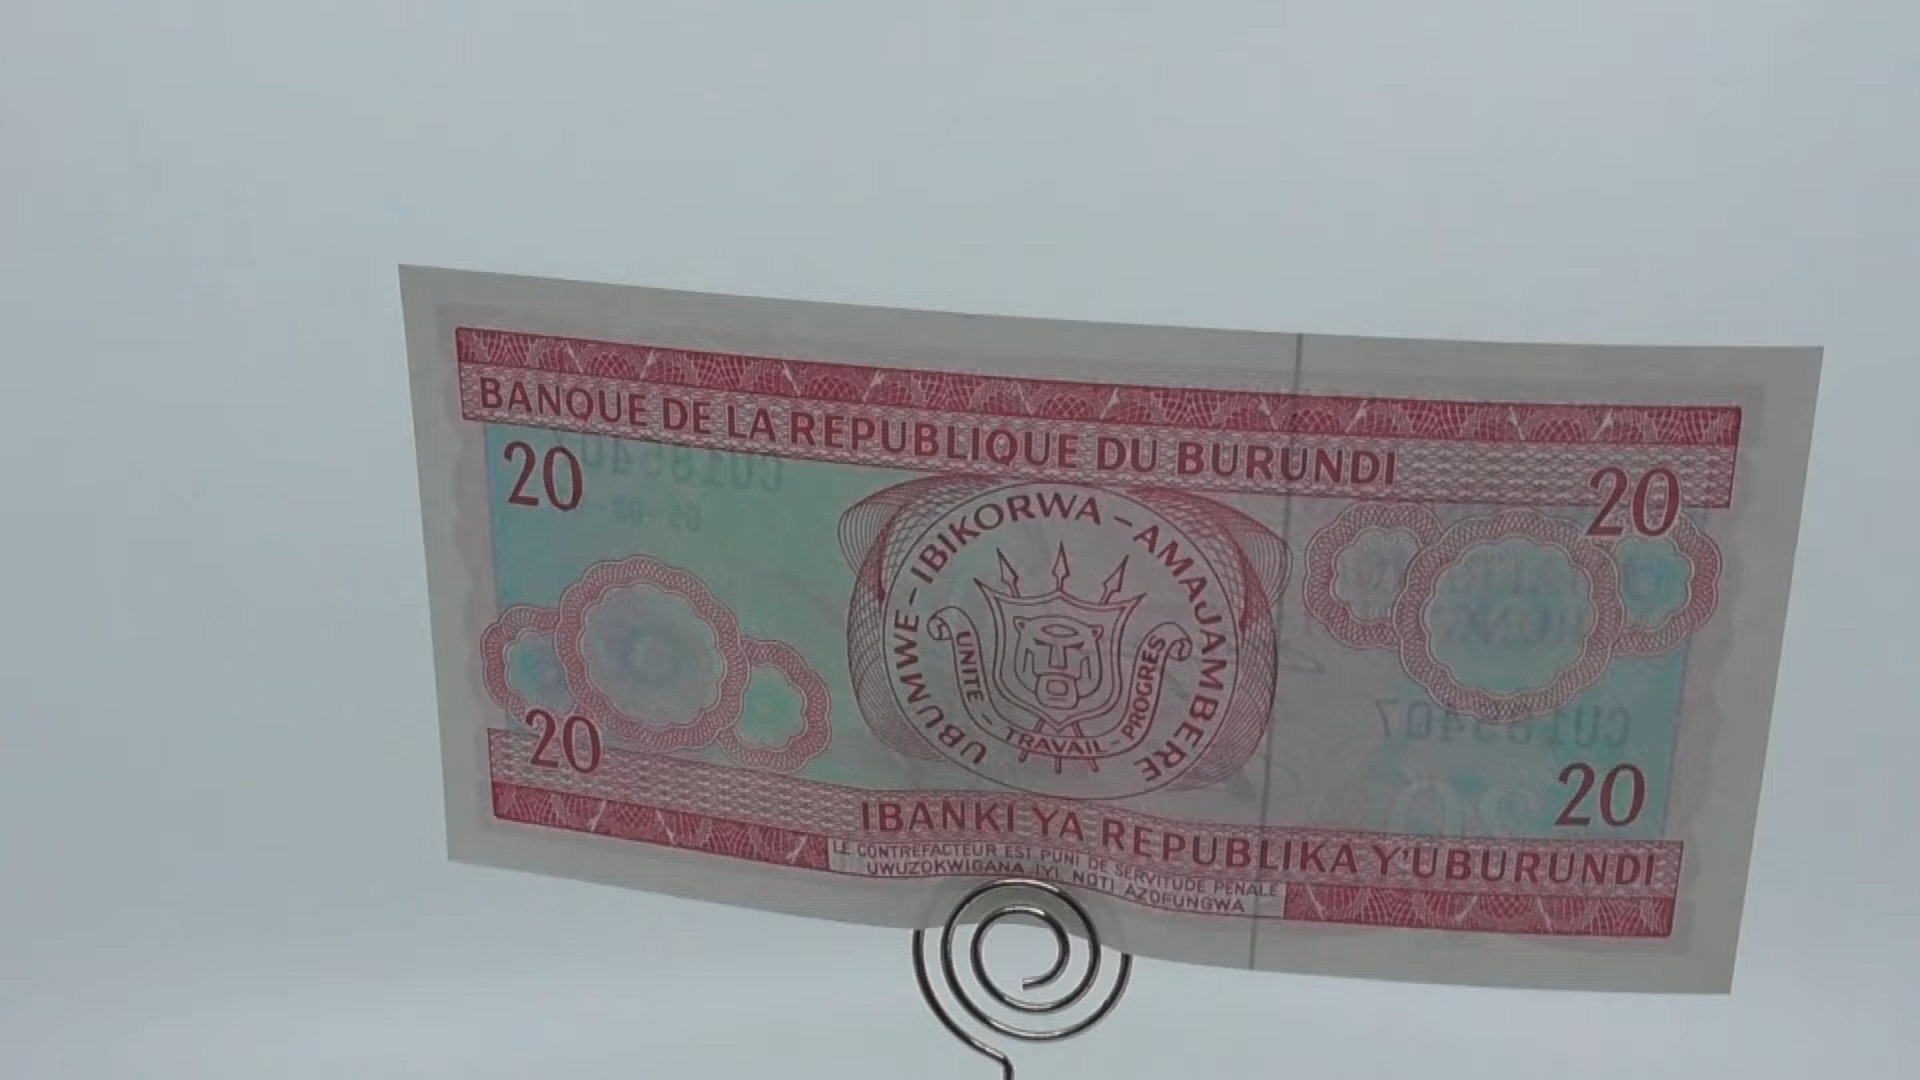 BANQUE DE LA REPUBLIQUE DU BURUNDI
20
20
UBUMWE - IBIKORWA - AMAJAMBERE
UNITE - TRAVAIL - PROGRES
20
20
IBANKI YA REPUBLIKA Y'UBURUNDI
LE CONTREFACTEUR EST PUNI DE SERVITUDE PENALE
UWUZOKWIGANA IYI NOTI AZOFUNGWA